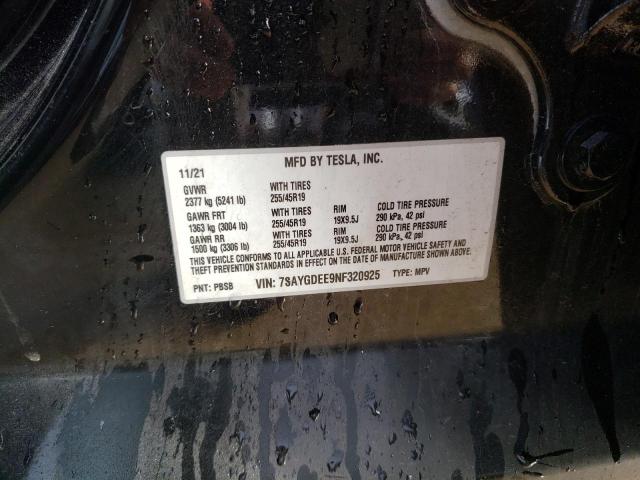 MFD BY TESLA, INC.
11/21
GVWR WITH TIRES
2377 kg (5241 lb) 255/45R19
GAWR FRT WITH TIRES RIM COLD TIRE PRESSURE
1363 kg (3004 lb) 255/45R19 19X9.5J 290 kPa, 42 psi
GAWR RR WITH TIRES RIM COLD TIRE PRESSURE
1500 kg (3306 lb) 255/45R19 19X9.5J 290 kPa, 42 psi
THIS VEHICLE CONFORMS TO ALL APPLICABLE U.S. FEDERAL MOTOR VEHICLE SAFETY AND
THEFT PREVENTION STANDARDS IN EFFECT ON THE DATE OF MANUFACTURE SHOWN ABOVE.
PNT: PBSB VIN: 7SAYGDEE9NF320925 TYPE: MPV